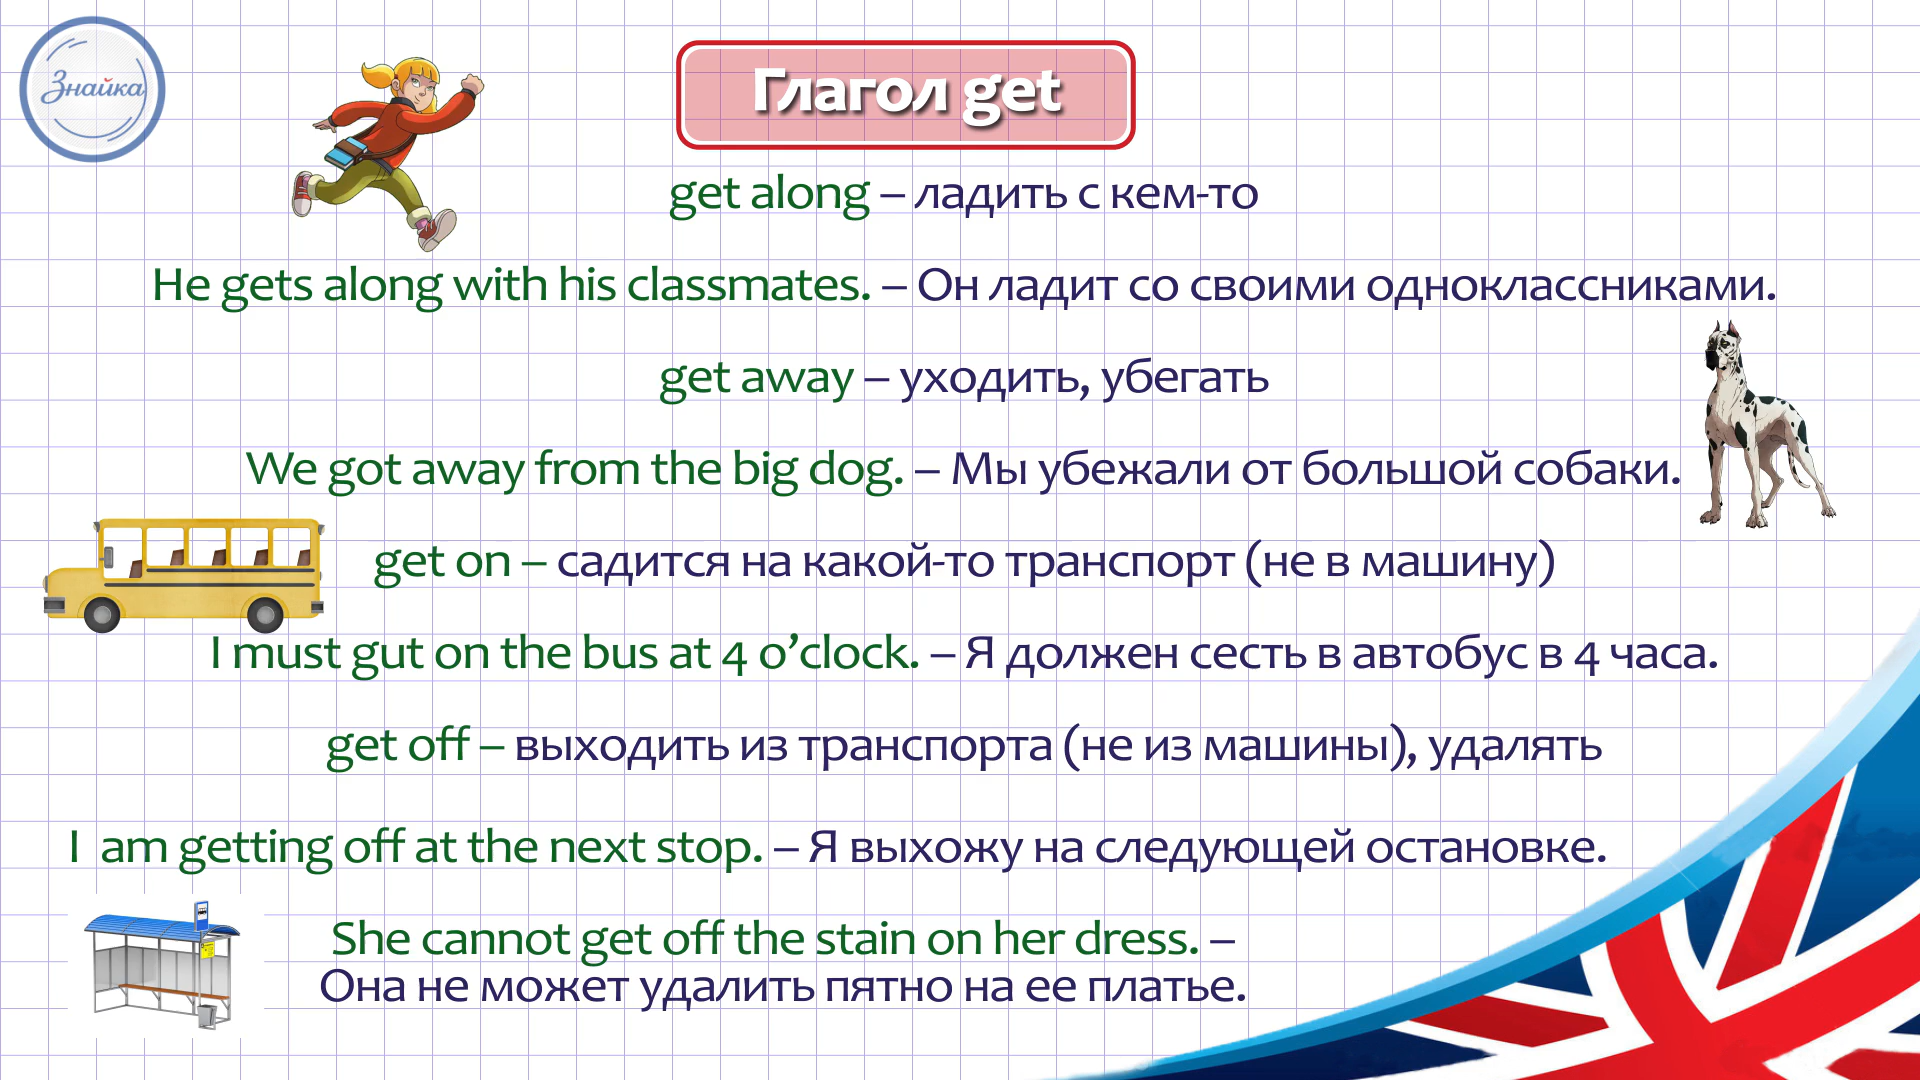 Знайка
Глагол get
get along – ладить с кем-то
He gets along with his classmates. – Он ладит со своими одноклассниками.
get away – уходить, убегать
We got away from the big dog. – Мы убежали от большой собаки.
get on – садится на какой-то транспорт (не в машину)
I must gut on the bus at 4 o’clock. – Я должен сесть в автобус в 4 часа.
get off – выходить из транспорта (не из машины), удалять
I am getting off at the next stop. – Я выхожу на следующей остановке.
She cannot get off the stain on her dress. –
Она не может удалить пятно на ее платье.